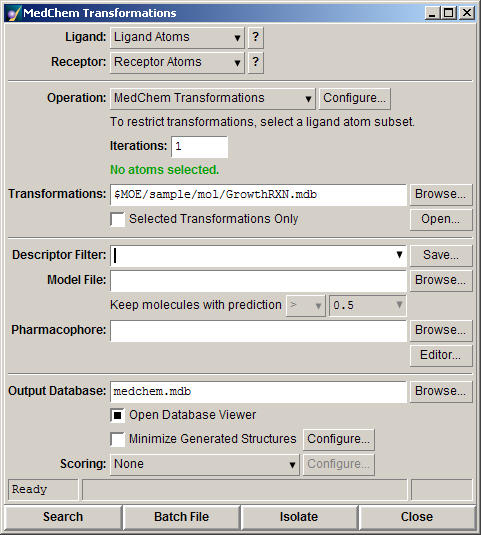 MedChem Transformations
Ligand: Ligand Atoms ?
Receptor: Receptor Atoms ?
Operation: MedChem Transformations Configure...
To restrict transformations, select a ligand atom subset.
Iterations: 1
No atoms selected.
Transformations: $MOE/sample/mol/GrowthRXN.mdb Browse...
Selected Transformations Only Open...
Descriptor Filter: Save...
Model File: Browse...
Keep molecules with prediction > 0.5
Pharmacophore: Browse...
Editor...
Output Database: medchem.mdb Browse...
Open Database Viewer
Minimize Generated Structures Configure...
Scoring: None Configure...
Ready
Search Batch File Isolate Close